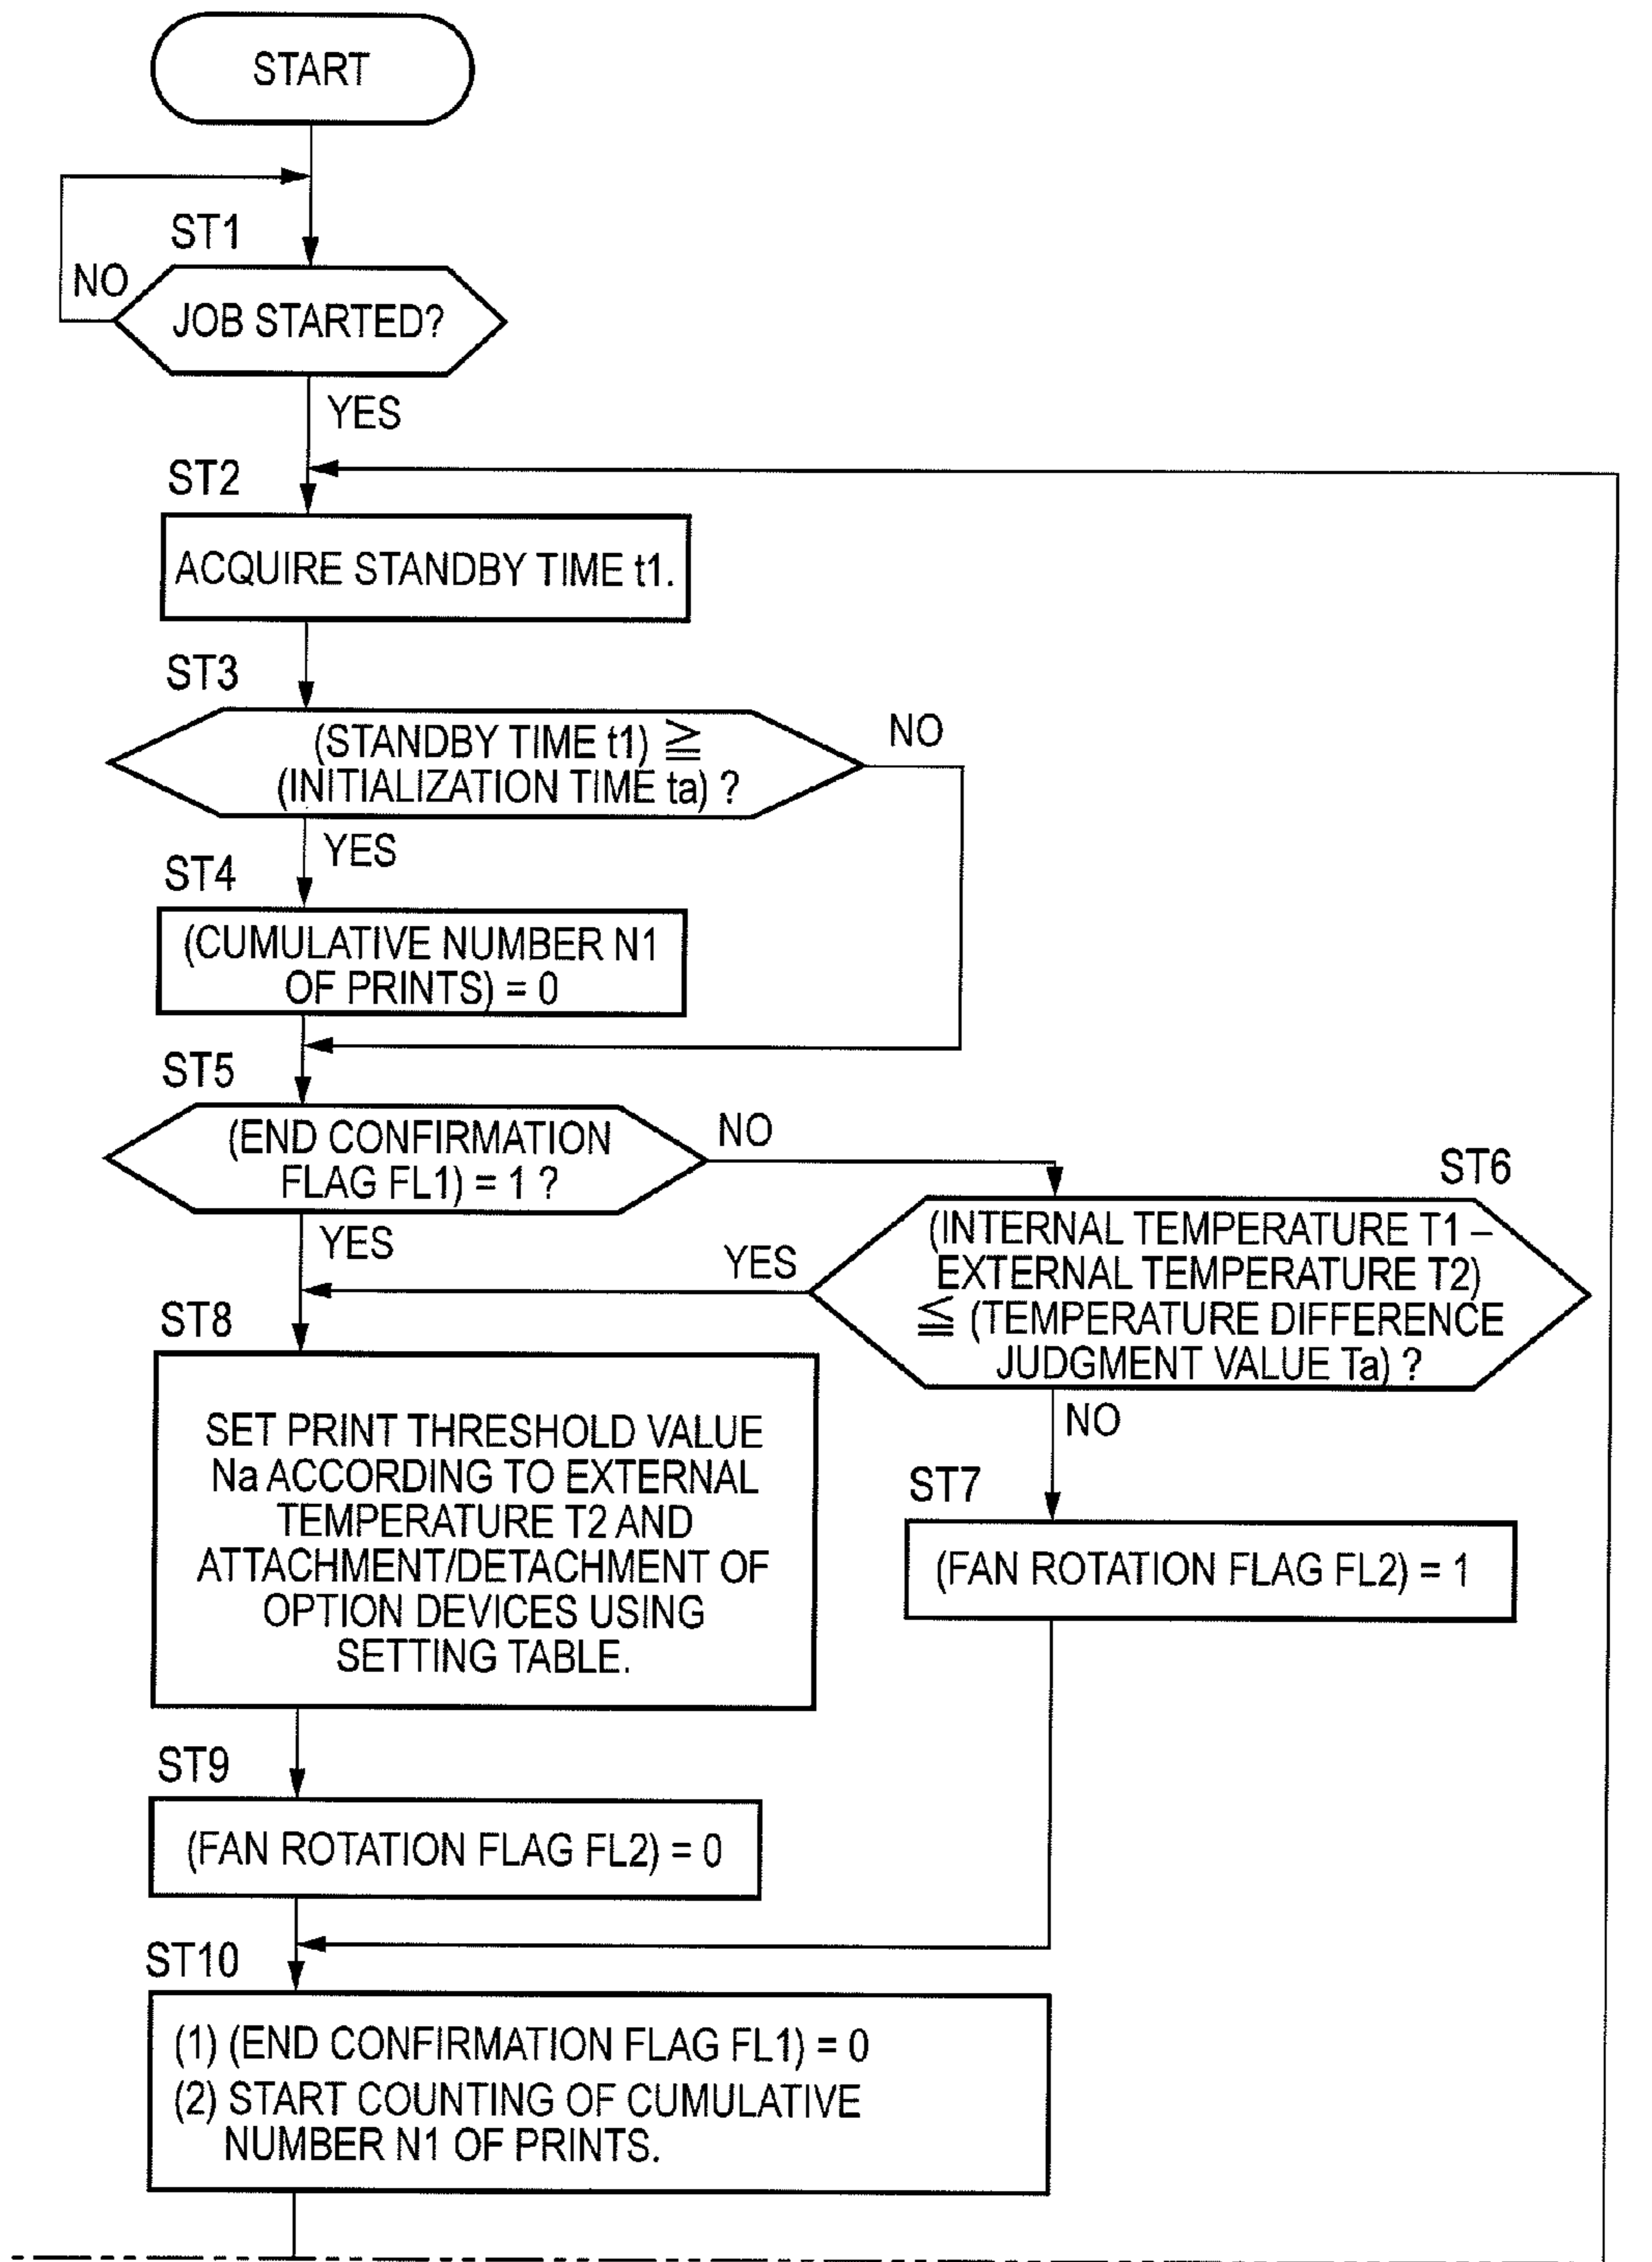 START
ST1
NO
JOB STARTED?
YES
ST2
ACQUIRE STANDBY TIME t1.
ST3
(STANDBY TIME t1) ≧
(INITIALIZATION TIME ta) ?
NO
YES
ST4
(CUMULATIVE NUMBER N1
OF PRINTS) = 0
ST5
(END CONFIRMATION
FLAG FL1) = 1 ?
NO
YES
ST6
(INTERNAL TEMPERATURE T1 –
EXTERNAL TEMPERATURE T2)
≦ (TEMPERATURE DIFFERENCE
JUDGMENT VALUE Ta) ?
YES
NO
ST7
(FAN ROTATION FLAG FL2) = 1
ST8
SET PRINT THRESHOLD VALUE
Na ACCORDING TO EXTERNAL
TEMPERATURE T2 AND
ATTACHMENT/DETACHMENT OF
OPTION DEVICES USING
SETTING TABLE.
ST9
(FAN ROTATION FLAG FL2) = 0
ST10
(1) (END CONFIRMATION FLAG FL1) = 0
(2) START COUNTING OF CUMULATIVE
NUMBER N1 OF PRINTS.